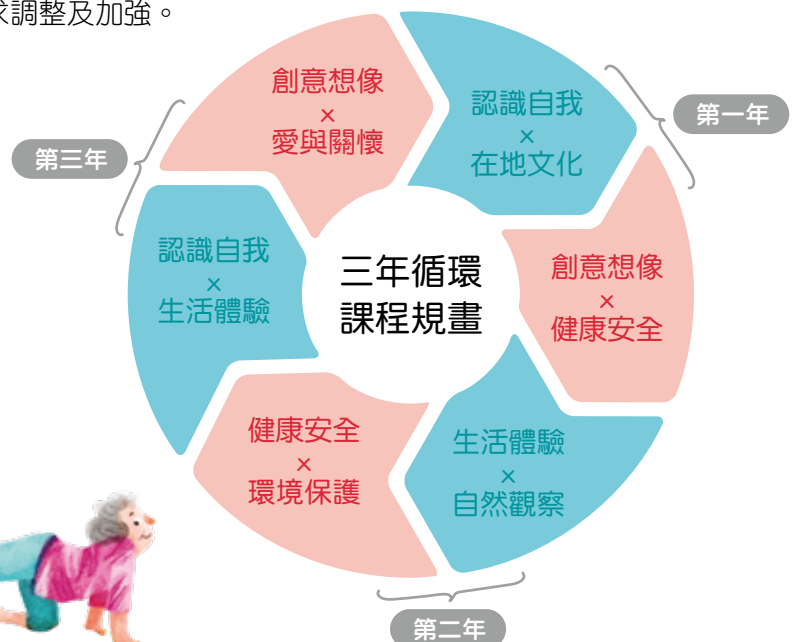 求調整及加強。
創意想像
×
愛與關懷
認識自我
×
在地文化
第一年
第三年
認識自我
×
生活體驗
三年循環
課程規畫
創意想像
×
健康安全
健康安全
×
環境保護
生活體驗
×
自然觀察
第二年